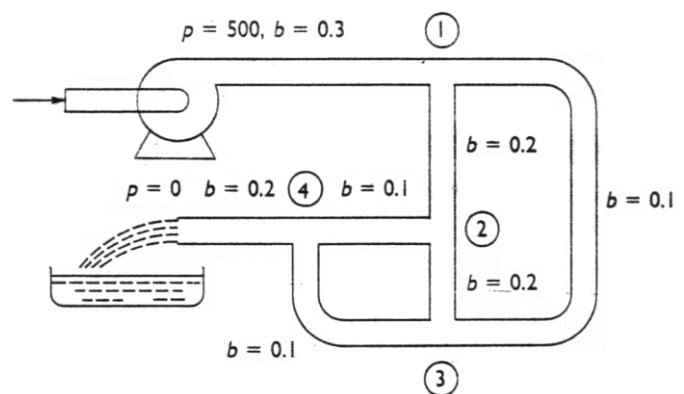 p = 500, b = 0.3
1
b = 0.2
p = 0 b = 0.2 4 b = 0.1
b = 0.1
2
b = 0.2
b = 0.1
3